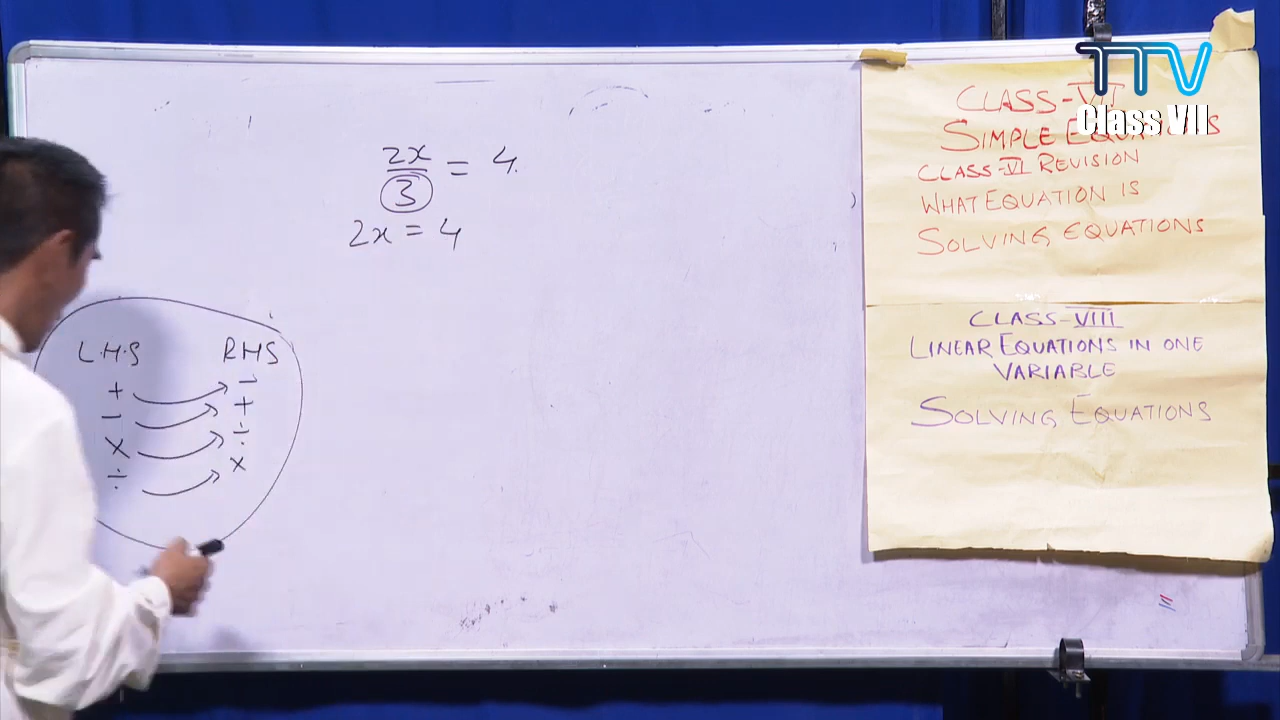 2x/3 = 4.
2x = 4
L.H.S RHS
+ -
- +
× ÷
÷ ×
TTV
Class VII
CLASS-VII
SIMPLE EQUATIONS
CLASS-VI REVISION
WHAT EQUATION IS
SOLVING EQUATIONS
CLASS-VIII
LINEAR EQUATIONS IN ONE
VARIABLE
SOLVING EQUATIONS